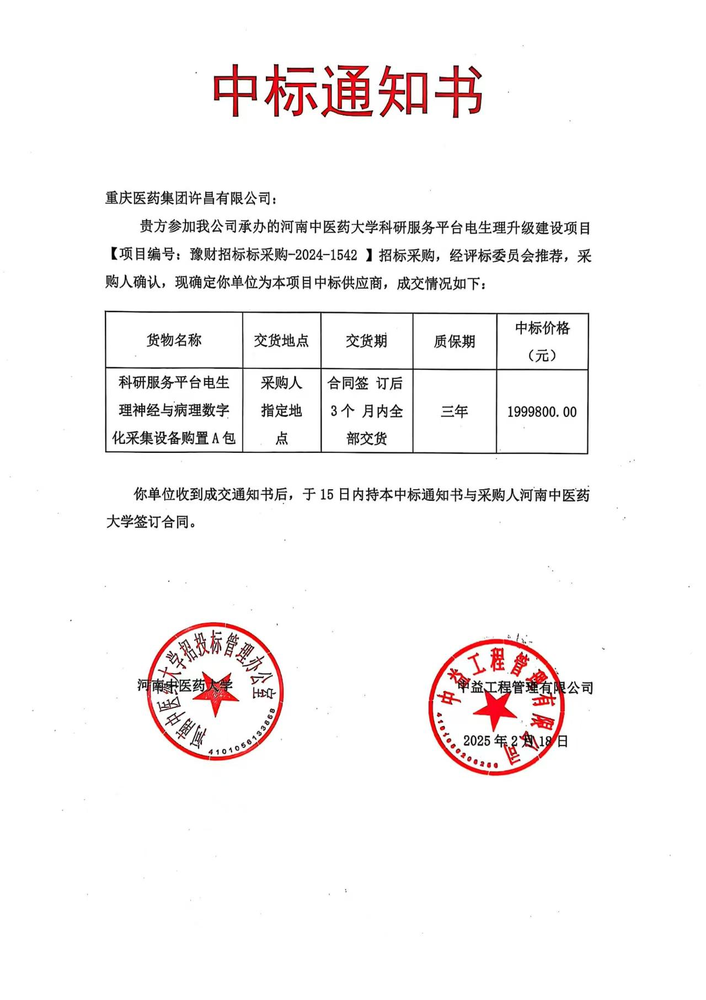 中标通知书
重庆医药集团许昌有限公司：
贵方参加我公司承办的河南中医药大学科研服务平台电生理升级建设项目
【项目编号：豫财招标标采购-2024-1542 】招标采购，经评标委员会推荐，采
购人确认，现确定你单位为本项目中标供应商，成交情况如下：
货物名称
交货地点
交货期
质保期
中标价格
（元）
科研服务平台电生
理神经与病理数字
化采集设备购置 A 包
采购人
指定地
点
合同签 订后
3 个 月内全
部交货
三年
1999800.00
你单位收到成交通知书后，于 15 日内持本中标通知书与采购人河南中医药
大学签订合同。
河南中医药大学
河南中医药大学招投标管理办公室
4101056133868
中益工程管理有限公司
中益工程管理有限公司
2025 年 2 月 18 日